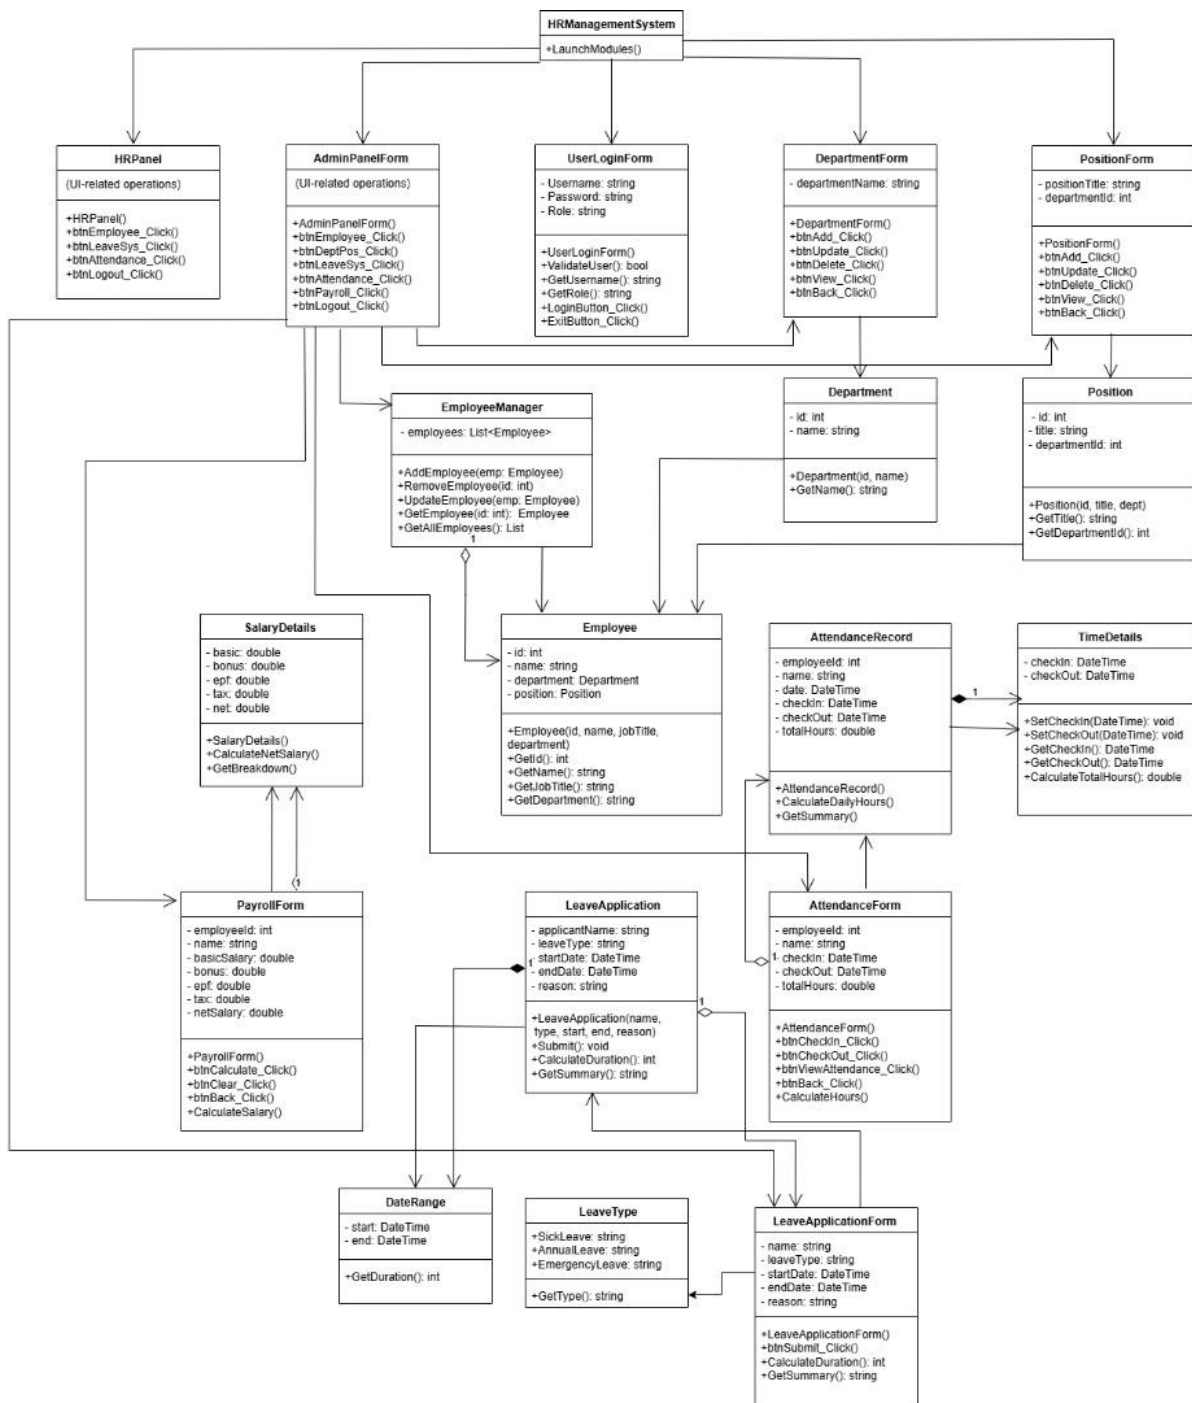 HRManagementSystem
+LaunchModules()
HRPanel
(UI-related operations)
+HRPanel()
+btnEmployee_Click()
+btnLeaveSys_Click()
+btnAttendance_Click()
+btnLogout_Click()
AdminPanelForm
(UI-related operations)
+AdminPanelForm()
+btnEmployee_Click()
+btnDeptPos_Click()
+btnLeaveSys_Click()
+btnAttendance_Click()
+btnPayroll_Click()
+btnLogout_Click()
UserLoginForm
- Username: string
- Password: string
- Role: string
+UserLoginForm()
+ValidateUser(): bool
+GetUsername(): string
+GetRole(): string
+LoginButton_Click()
+ExitButton_Click()
DepartmentForm
- departmentName: string
+DepartmentForm()
+btnAdd_Click()
+btnUpdate_Click()
+btnDelete_Click()
+btnView_Click()
+btnBack_Click()
PositionForm
- positionTitle: string
- departmentId: int
+PositionForm()
+btnAdd_Click()
+btnUpdate_Click()
+btnDelete_Click()
+btnView_Click()
+btnBack_Click()
EmployeeManager
- employees: List<Employee>
+AddEmployee(emp: Employee)
+RemoveEmployee(id: int)
+UpdateEmployee(emp: Employee)
+GetEmployee(id: int): Employee
+GetAllEmployees(): List
1
Department
- id: int
- name: string
+Department(id, name)
+GetName(): string
Position
- id: int
- title: string
- departmentId: int
+Position(id, title, dept)
+GetTitle(): string
+GetDepartmentId(): int
SalaryDetails
- basic: double
- bonus: double
- epf: double
- tax: double
- net: double
+SalaryDetails()
+CalculateNetSalary()
+GetBreakdown()
1
Employee
- id: int
- name: string
- department: Department
- position: Position
+Employee(id, name, jobTitle,
department)
+GetId(): int
+GetName(): string
+GetJobTitle(): string
+GetDepartment(): string
AttendanceRecord
- employeeId: int
- name: string
- date: DateTime
- checkIn: DateTime
- checkOut: DateTime
- totalHours: double
+AttendanceRecord()
+CalculateDailyHours()
+GetSummary()
1
TimeDetails
- checkIn: DateTime
- checkOut: DateTime
+SetCheckIn(DateTime): void
+SetCheckOut(DateTime): void
+GetCheckIn(): DateTime
+GetCheckOut(): DateTime
+CalculateTotalHours(): double
PayrollForm
- employeeId: int
- name: string
- basicSalary: double
- bonus: double
- epf: double
- tax: double
- netSalary: double
+PayrollForm()
+btnCalculate_Click()
+btnClear_Click()
+btnBack_Click()
+CalculateSalary()
LeaveApplication
- applicantName: string
- leaveType: string
- startDate: DateTime
1 - endDate: DateTime
- reason: string
1
+LeaveApplication(name,
type, start, end, reason)
+Submit(): void
+CalculateDuration(): int
+GetSummary(): string
AttendanceForm
- employeeId: int
- name: string
1 - checkIn: DateTime
- checkOut: DateTime
- totalHours: double
+AttendanceForm()
+btnCheckIn_Click()
+btnCheckOut_Click()
+btnViewAttendance_Click()
+btnBack_Click()
+CalculateHours()
DateRange
- start: DateTime
- end: DateTime
+GetDuration(): int
LeaveType
+SickLeave: string
+AnnualLeave: string
+EmergencyLeave: string
+GetType(): string
LeaveApplicationForm
- name: string
- leaveType: string
- startDate: DateTime
- endDate: DateTime
- reason: string
+LeaveApplicationForm()
+btnSubmit_Click()
+CalculateDuration(): int
+GetSummary(): string